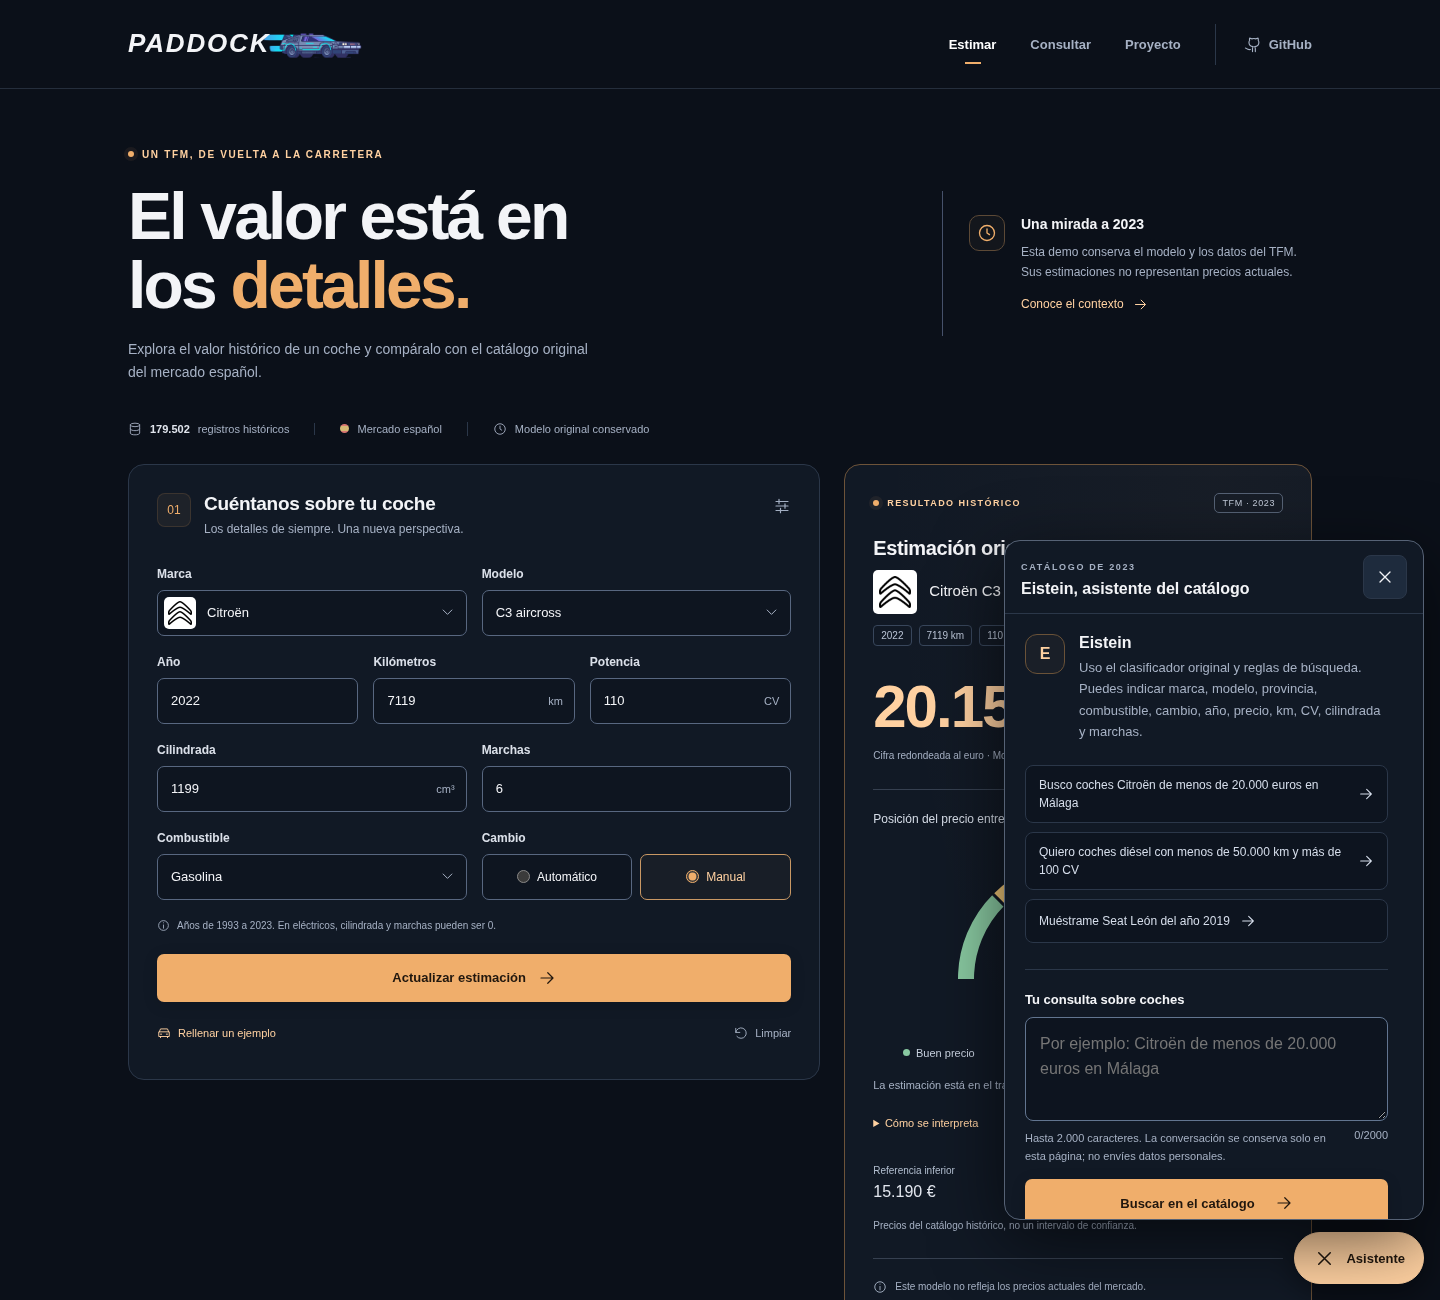 PADDOCK
Estimar
Consultar
Proyecto
GitHub
UN TFM, DE VUELTA A LA CARRETERA
El valor está en
los detalles.
Explora el valor histórico de un coche y compáralo con el catálogo original
del mercado español.
Una mirada a 2023
Esta demo conserva el modelo y los datos del TFM.
Sus estimaciones no representan precios actuales.
Conoce el contexto
179.502 registros históricos
Mercado español
Modelo original conservado
01
Cuéntanos sobre tu coche
Los detalles de siempre. Una nueva perspectiva.
Marca
Modelo
Citroën
C3 aircross
Año
Kilómetros
Potencia
2022
7119 km
110 CV
Cilindrada
Marchas
1199 cm³
6
Combustible
Cambio
Gasolina
Automático
Manual
Años de 1993 a 2023. En eléctricos, cilindrada y marchas pueden ser 0.
Actualizar estimación
Rellenar un ejemplo
Limpiar
RESULTADO HISTÓRICO
TFM · 2023
Estimación
Citroën C3
2022
7119 km
110
20.15
Cifra redondeada al euro ·
Posición del precio entre
Buen precio
La estimación está en el
Cómo se interpreta
Referencia inferior
15.190 €
Precios del catálogo histórico, no un intervalo de confianza.
Este modelo no refleja los precios actuales del mercado.
CATÁLOGO DE 2023
Eistein, asistente del catálogo
E
Eistein
Uso el clasificador original y reglas de búsqueda.
Puedes indicar marca, modelo, provincia,
combustible, cambio, año, precio, km, CV, cilindrada
y marchas.
Busco coches Citroën de menos de 20.000 euros en
Málaga
Quiero coches diésel con menos de 50.000 km y más de
100 CV
Muéstrame Seat León del año 2019
Tu consulta sobre coches
Por ejemplo: Citroën de menos de 20.000
euros en Málaga
Hasta 2.000 caracteres. La conversación se conserva solo en
esta página; no envíes datos personales.
0/2000
Buscar en el catálogo
Asistente